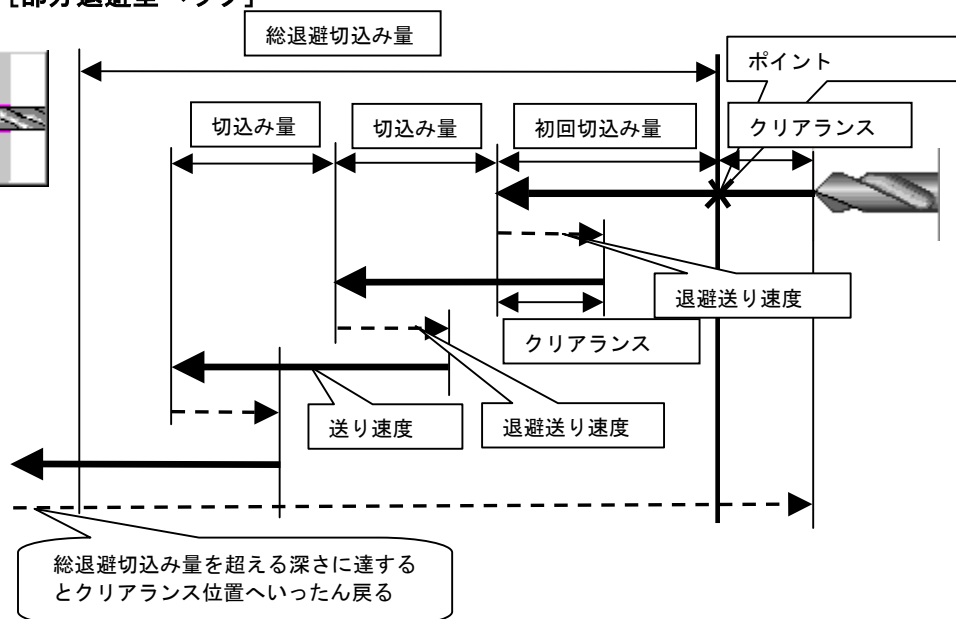 [部分退避型ペック]
総退避切込み量
ポイント
切込み量
切込み量
初回切込み量
クリアランス
退避送り速度
クリアランス
送り速度
退避送り速度
総退避切込み量を超える深さに達する
とクリアランス位置へいったん戻る